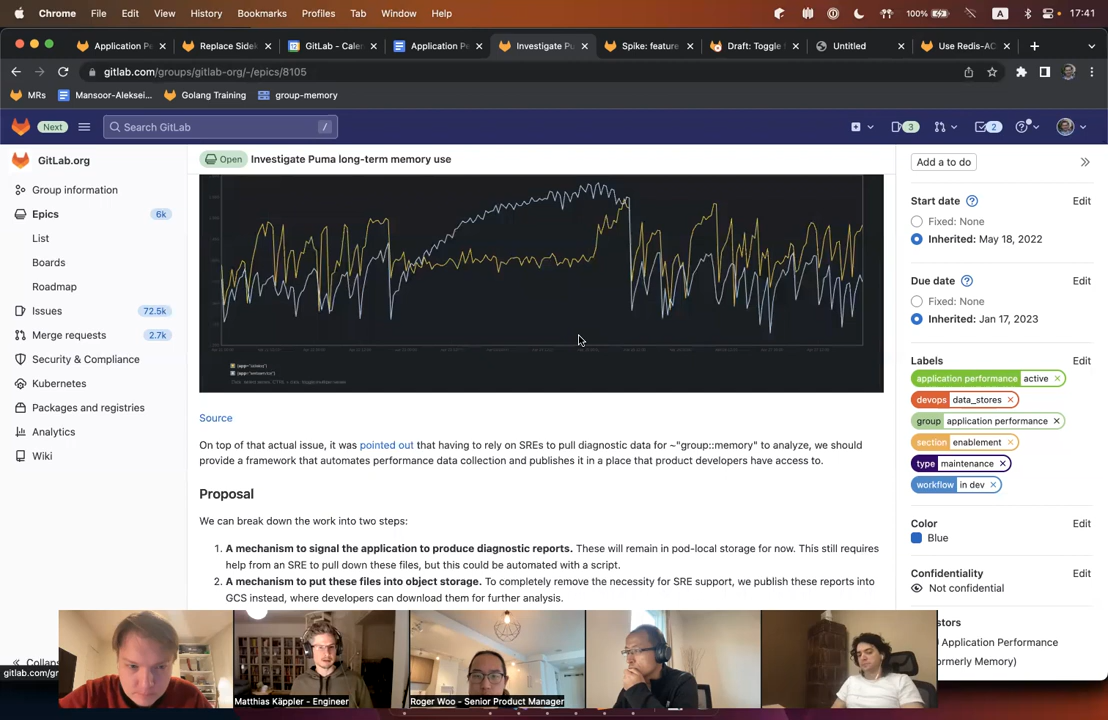 Chrome File Edit View History Bookmarks Profiles Tab Window Help 100% A 17:41
Application Pe Replace Sidek GitLab - Cale Application Pe Investigate Pu Spike: feature Draft: Toggle Untitled Use Redis-AC
gitlab.com/groups/gitlab-org/-/epics/8105
MRs Mansoor-Aleksei... Golang Training group-memory
Next Search GitLab / 3 2
GitLab.org
Group information
Epics 6k
List
Boards
Roadmap
Issues 72.5k
Merge requests 2.7k
Security & Compliance
Kubernetes
Packages and registries
Analytics
Wiki
Collaps
gitlab.com/gr
Open Investigate Puma long-term memory use
Source
On top of that actual issue, it was pointed out that having to rely on SREs to pull diagnostic data for ~"group::memory" to analyze, we should
provide a framework that automates performance data collection and publishes it in a place that product developers have access to.
Proposal
We can break down the work into two steps:
1. A mechanism to signal the application to produce diagnostic reports. These will remain in pod-local storage for now. This still requires
help from an SRE to pull down these files, but this could be automated with a script.
2. A mechanism to put these files into object storage. To completely remove the necessity for SRE support, we publish these reports into
GCS instead, where developers can download them for further analysis.
Add a to do
Start date Edit
Fixed: None
Inherited: May 18, 2022
Due date Edit
Fixed: None
Inherited: Jan 17, 2023
Labels Edit
application performance active
devops data_stores
group application performance
section enablement
type maintenance
workflow in dev
Color Edit
Blue
Confidentiality Edit
Not confidential
stors
Application Performance
ormerly Memory)
Matthias Käppler - Engineer
Roger Woo - Senior Product Manager